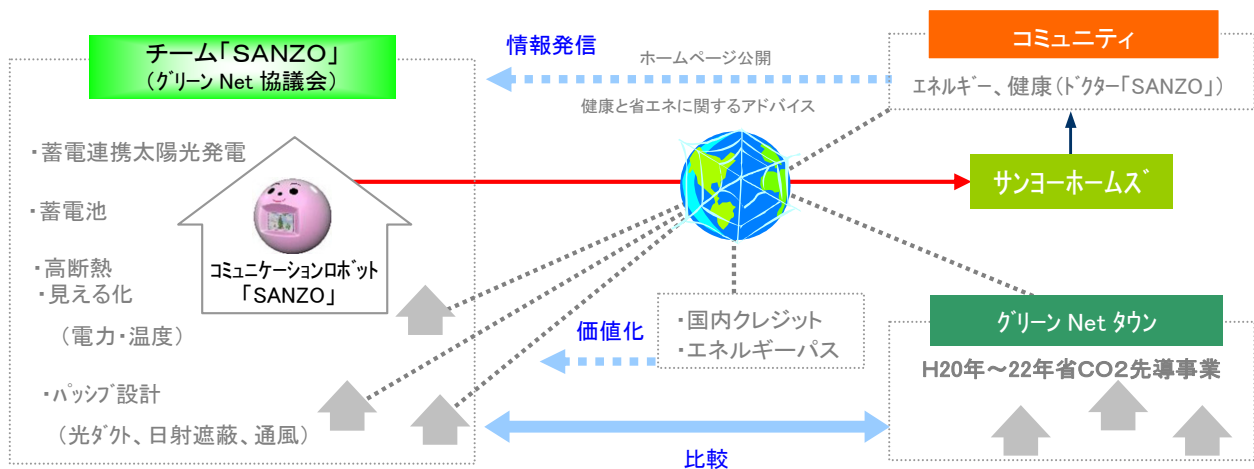 チーム「SANZO」
(ｸﾞﾘｰﾝ Net 協議会)
・蓄電連携太陽光発電
・蓄電池
・高断熱
・見える化
(電力・温度)
・ﾊﾟｯｼﾌﾞ設計
(光ﾀﾞｸﾄ、日射遮蔽、通風)
ｺﾐｭﾆｹｰｼｮﾝﾛﾎﾞｯﾄ
「SANZO」
情報発信
ホームページ公開
健康と省エネに関するアドバイス
コミュニティ
エネルギー、健康(ﾄﾞｸﾀｰ「SANZO」)
サンヨーホームズ
価値化
・国内クレジット
・エネルギーパス
比較
ｸﾞﾘｰﾝ Net ﾀｳﾝ
H20年～22年省CO2先導事業